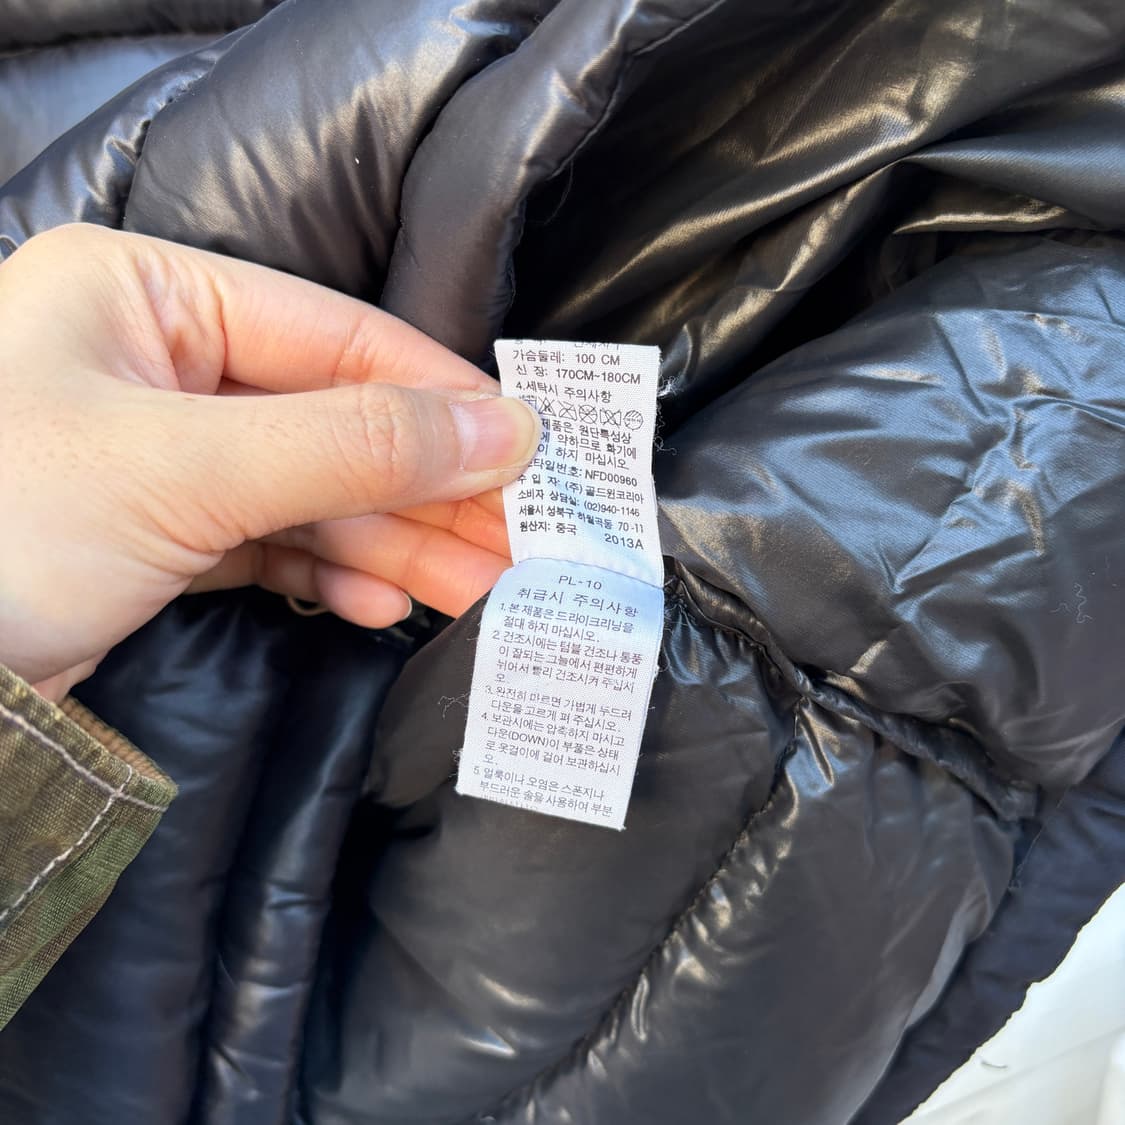 가슴둘레: 100 CM
신 장: 170CM~180CM
4.세탁시 주의사항
제품은 원단특성상
에 약하므로 화기에
이 하지 마십시오.
타일번호: NFD00960
수 입 자: (주)골드윈코리아
소비자 상담실: (02)940-1146
서울시 성북구 하월곡동 70-11
원산지: 중국 2013A
PL-10
취급시 주의사항
1.본 제품은 드라이크리닝을
절대 하지 마십시오.
2.건조시에는 텀블 건조나 통풍
이 잘되는 그늘에서 편편하게
뉘어서 빨리 건조시켜 주십시
오.
3.완전히 마르면 가볍게 두드려
다운을 고르게 펴 주십시오.
4.보관시에는 압축하지 마시고
다운(DOWN)이 부풀은 상태
로 옷걸이에 걸어 보관하십시
오.
5.얼룩이나 오염은 스폰지나
부드러운 솔을 사용하여 부분